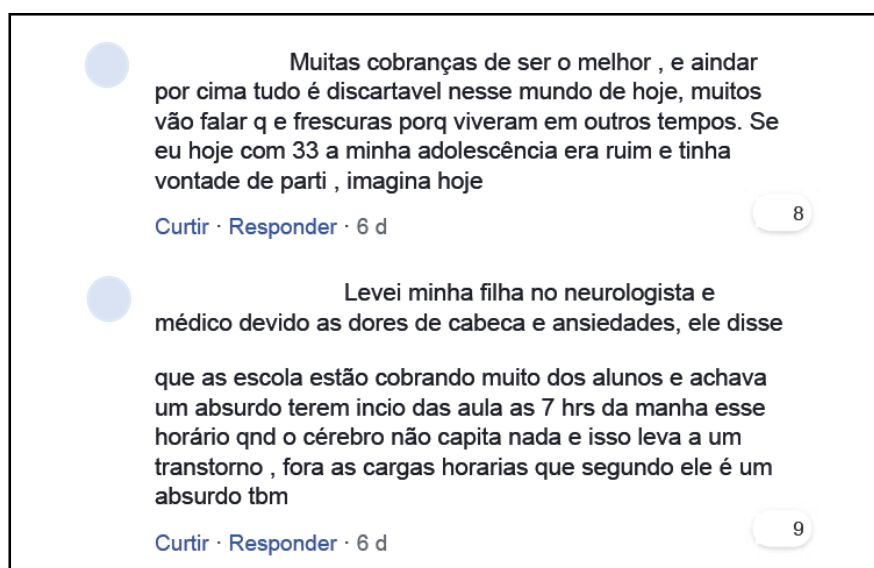 Muitas cobranças de ser o melhor , e aindar
por cima tudo é discartavel nesse mundo de hoje, muitos
vão falar q e frescuras porq viveram em outros tempos. Se
eu hoje com 33 a minha adolescência era ruim e tinha
vontade de parti , imagina hoje
Curtir · Responder · 6 d
8
Levei minha filha no neurologista e
médico devido as dores de cabeca e ansiedades, ele disse
que as escola estão cobrando muito dos alunos e achava
um absurdo terem incio das aula as 7 hrs da manha esse
horário qnd o cérebro não capita nada e isso leva a um
transtorno , fora as cargas horarias que segundo ele é um
absurdo tbm
Curtir · Responder · 6 d
9